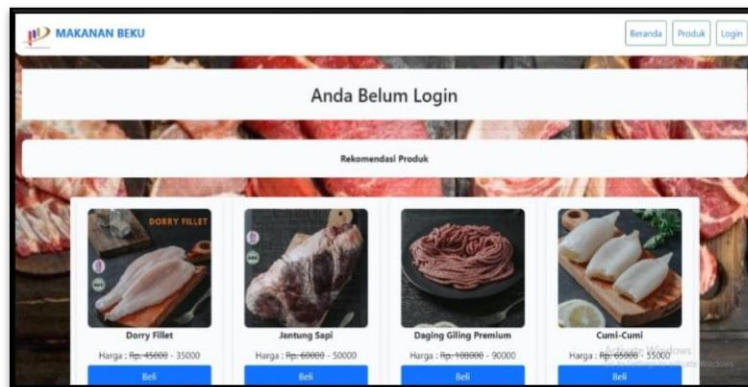 MAKANAN BEKU
Beranda Produk Login
Anda Belum Login
Rekomendasi Produk
DORRY FILLET
Dorry Fillet
Harga : Rp. 45000 - 35000
Beli
Jantung Sapi
Harga : Rp. 60000 - 50000
Beli
Daging Giling Premium
Harga : Rp. 108000 - 90000
Beli
Cumi-Cumi
Harga : Rp. 65000 - 55000
Beli
Activate Windows